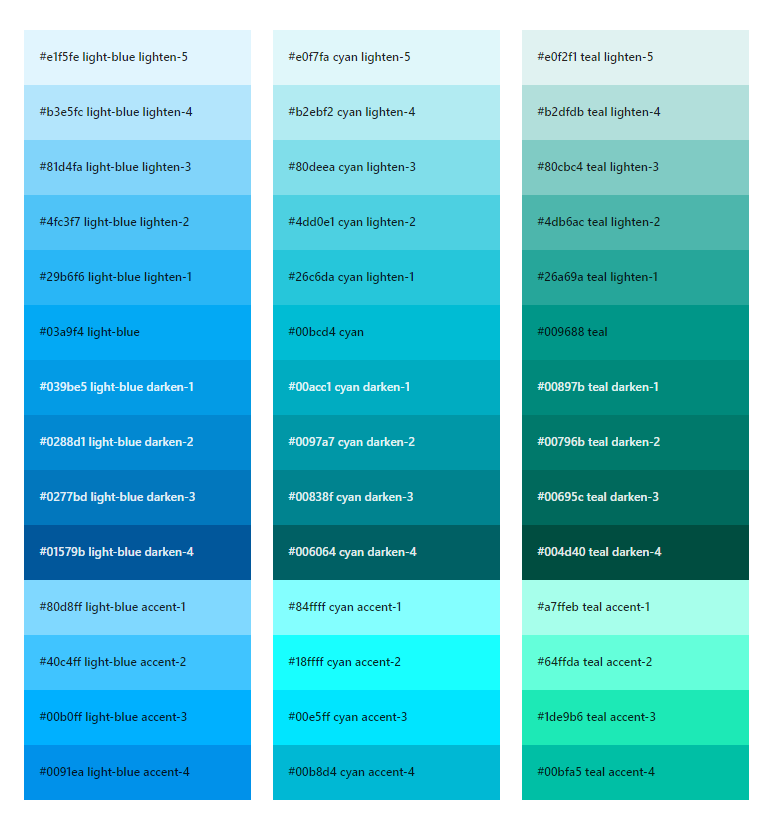 #e1f5fe light-blue lighten-5
#b3e5fc light-blue lighten-4
#81d4fa light-blue lighten-3
#4fc3f7 light-blue lighten-2
#29b6f6 light-blue lighten-1
#03a9f4 light-blue
#039be5 light-blue darken-1
#0288d1 light-blue darken-2
#0277bd light-blue darken-3
#01579b light-blue darken-4
#80d8ff light-blue accent-1
#40c4ff light-blue accent-2
#00b0ff light-blue accent-3
#0091ea light-blue accent-4
#e0f7fa cyan lighten-5
#b2ebf2 cyan lighten-4
#80deea cyan lighten-3
#4dd0e1 cyan lighten-2
#26c6da cyan lighten-1
#00bcd4 cyan
#00acc1 cyan darken-1
#0097a7 cyan darken-2
#00838f cyan darken-3
#006064 cyan darken-4
#84ffff cyan accent-1
#18ffff cyan accent-2
#00e5ff cyan accent-3
#00b8d4 cyan accent-4
#e0f2f1 teal lighten-5
#b2dfdb teal lighten-4
#80cbc4 teal lighten-3
#4db6ac teal lighten-2
#26a69a teal lighten-1
#009688 teal
#00897b teal darken-1
#00796b teal darken-2
#00695c teal darken-3
#004d40 teal darken-4
#a7ffeb teal accent-1
#64ffda teal accent-2
#1de9b6 teal accent-3
#00bfa5 teal accent-4